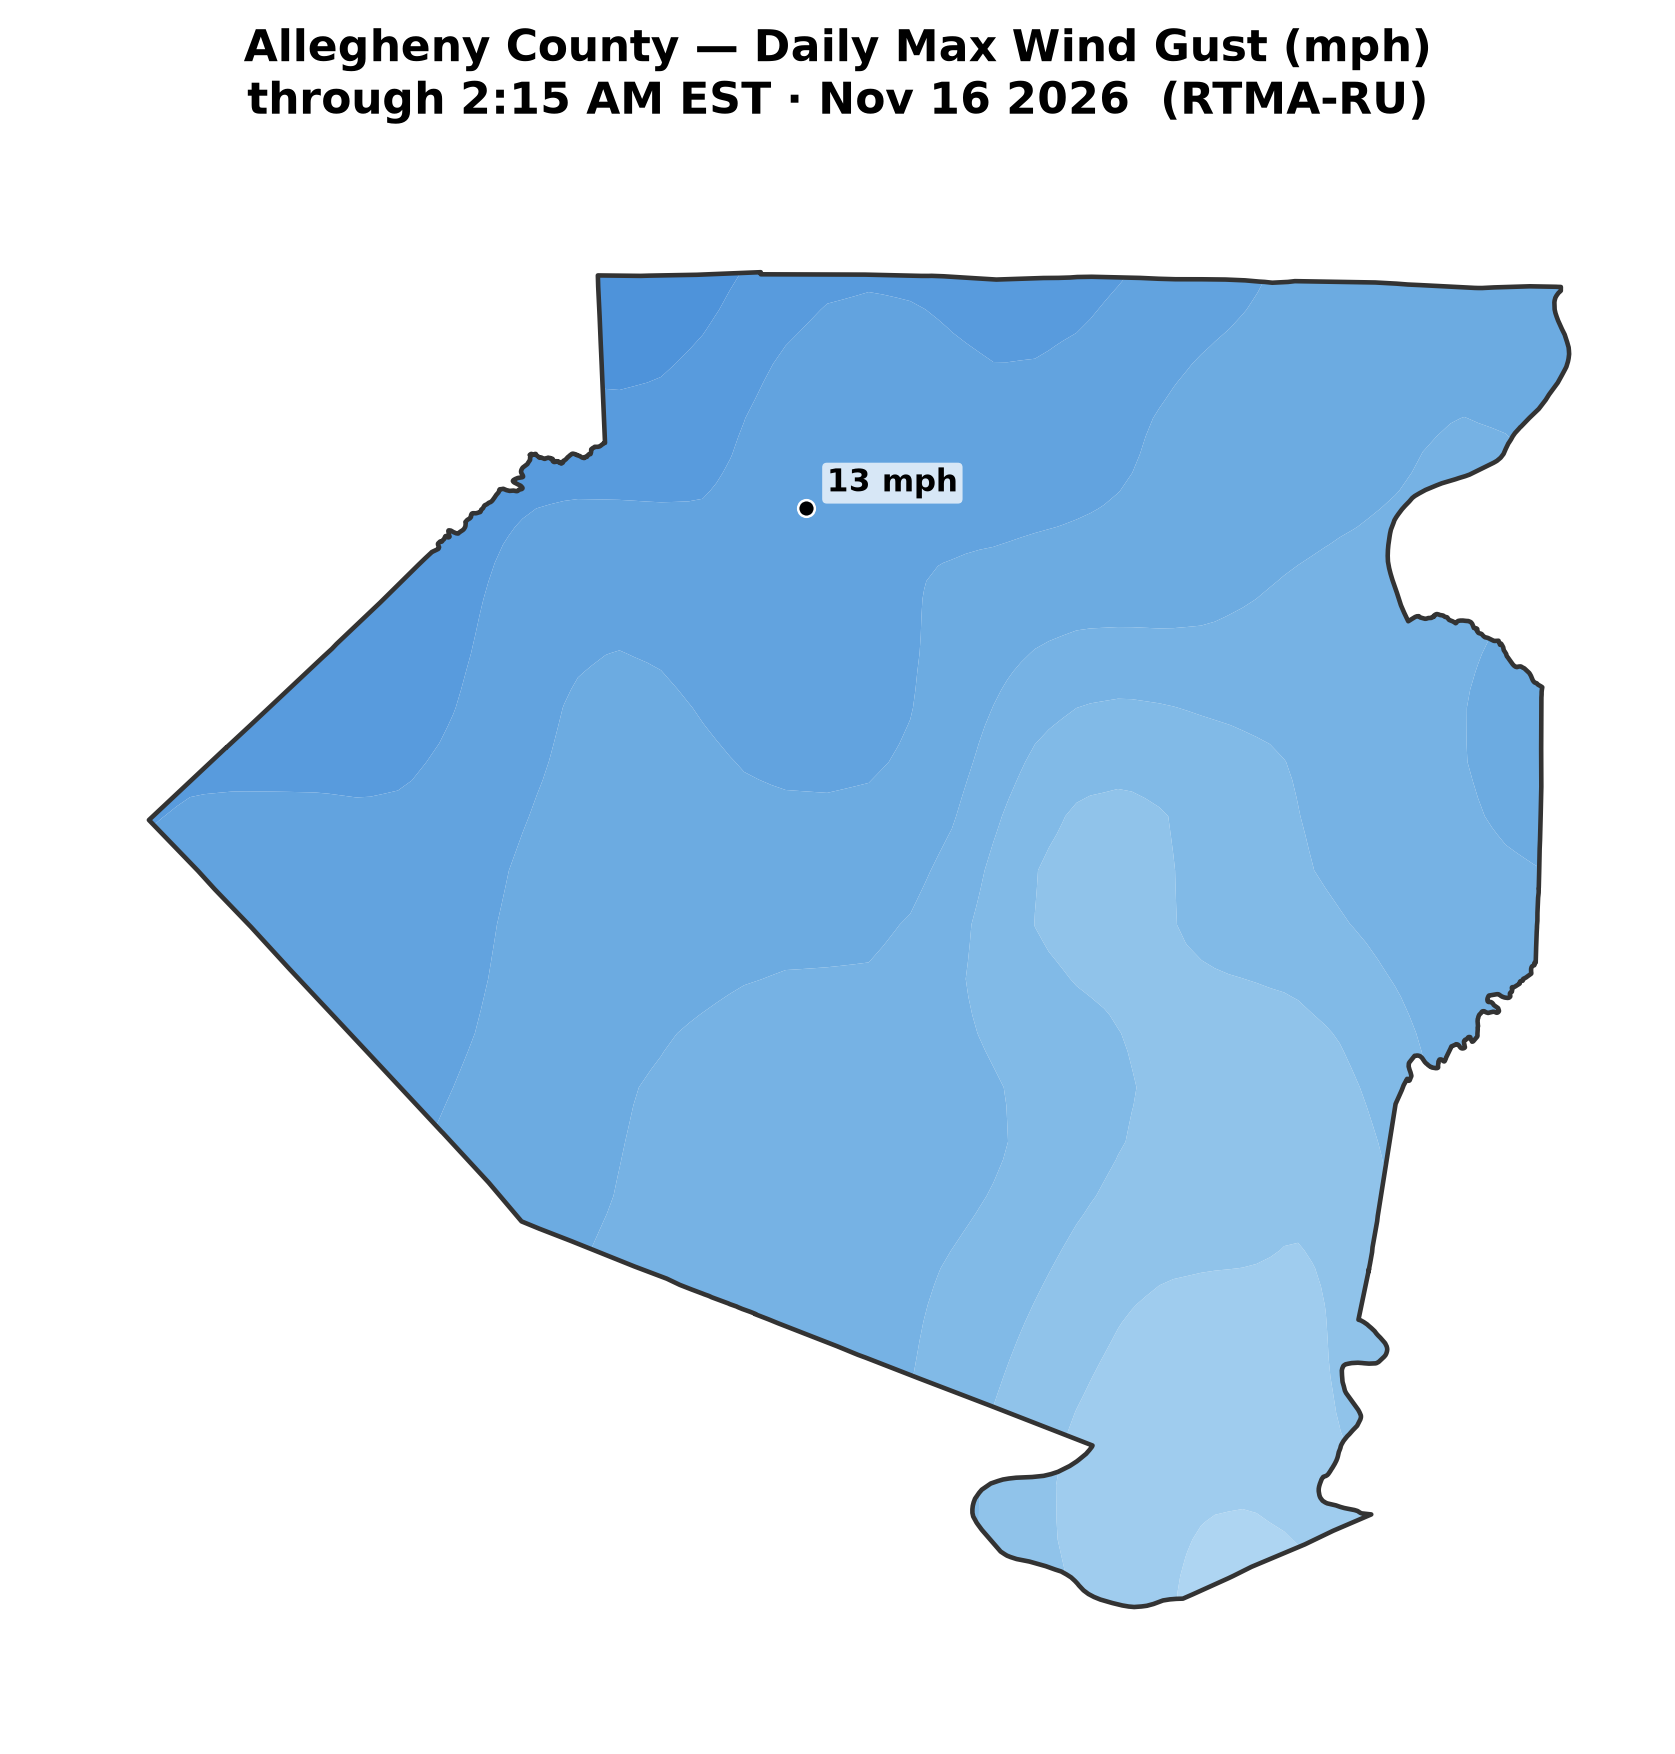 Allegheny County — Daily Max Wind Gust (mph)
through 2:15 AM EST · Nov 16 2026 (RTMA-RU)
13 mph